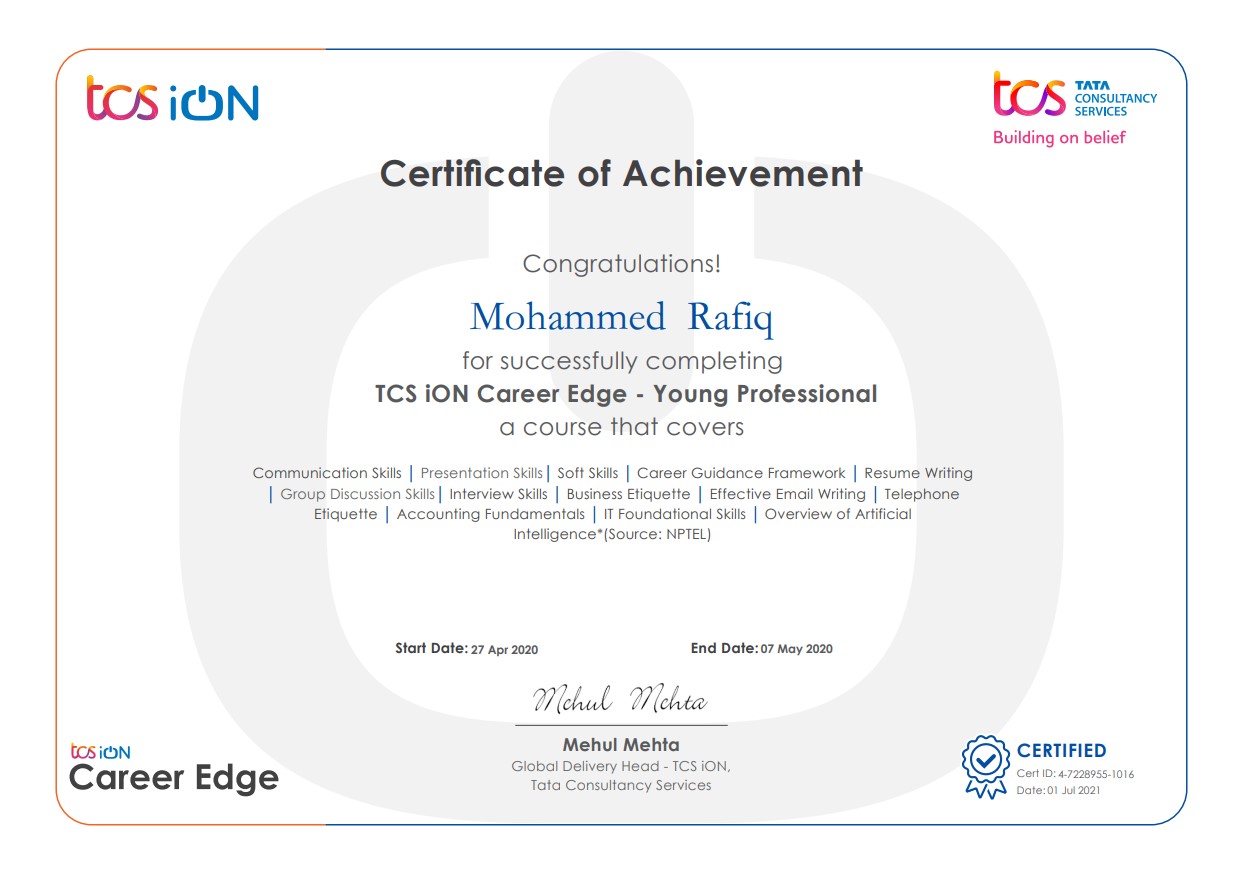 tcs iON
tcs TATA CONSULTANCY SERVICES
Building on belief
Certificate of Achievement
Congratulations!
Mohammed Rafiq
for successfully completing
TCS iON Career Edge - Young Professional
a course that covers
Communication Skills | Presentation Skills | Soft Skills | Career Guidance Framework | Resume Writing
| Group Discussion Skills | Interview Skills | Business Etiquette | Effective Email Writing | Telephone
Etiquette | Accounting Fundamentals | IT Foundational Skills | Overview of Artificial
Intelligence*(Source: NPTEL)
Start Date: 27 Apr 2020 End Date: 07 May 2020
Mehul Mehta
Mehul Mehta
Global Delivery Head - TCS iON,
Tata Consultancy Services
tcs iON
Career Edge
CERTIFIED
Cert ID: 4-7228955-1016
Date: 01 Jul 2021